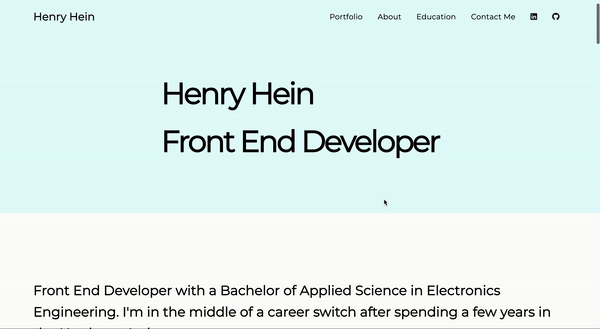 Henry Hein
Portfolio About Education Contact Me
Henry Hein
Front End Developer
Front End Developer with a Bachelor of Applied Science in Electronics
Engineering. I'm in the middle of a career switch after spending a few years in